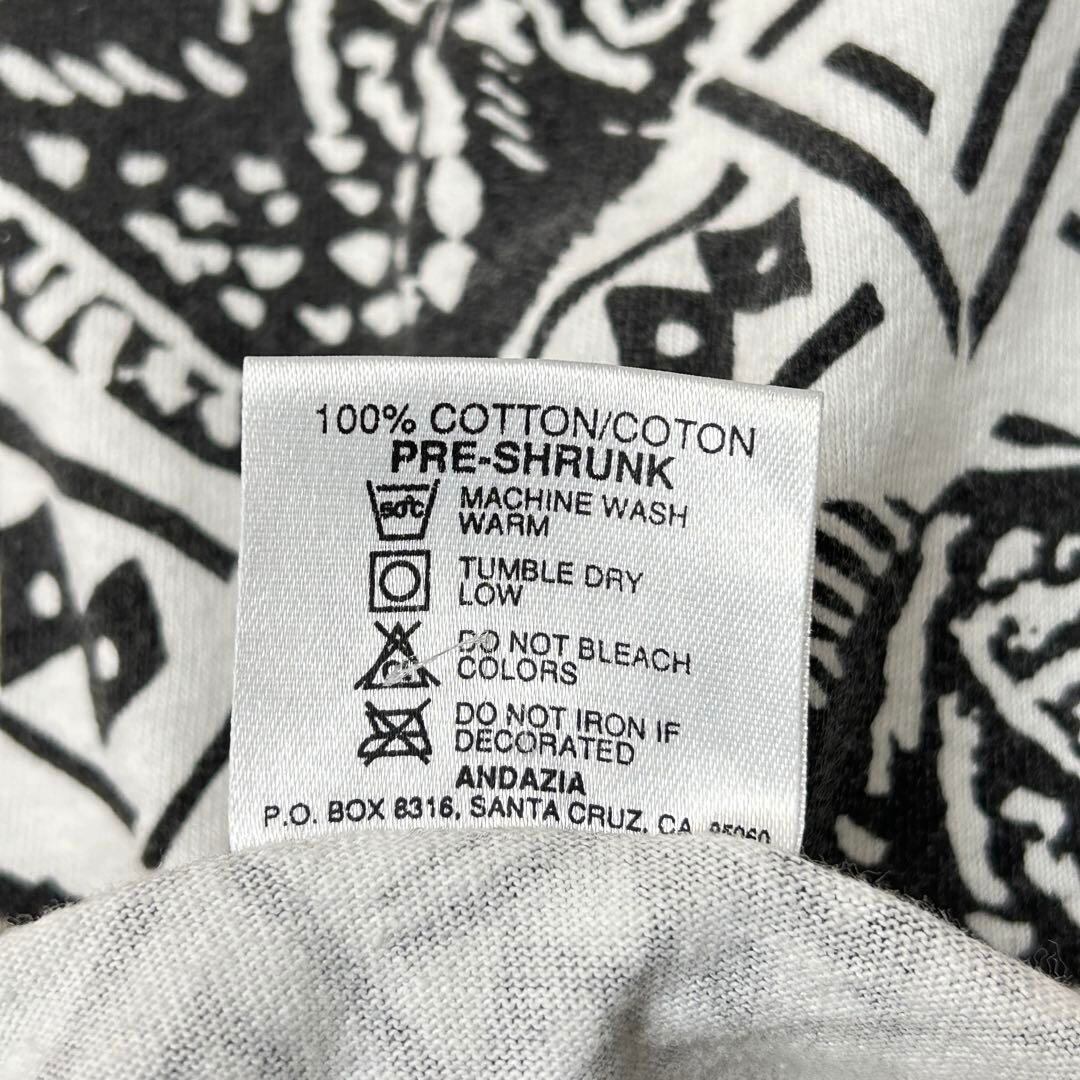 100% COTTON/COTON
PRE-SHRUNK
50°C MACHINE WASH
WARM
TUMBLE DRY
LOW
DO NOT BLEACH
COLORS
DO NOT IRON IF
DECORATED
ANDAZIA
P.O. BOX 8316, SANTA CRUZ, CA